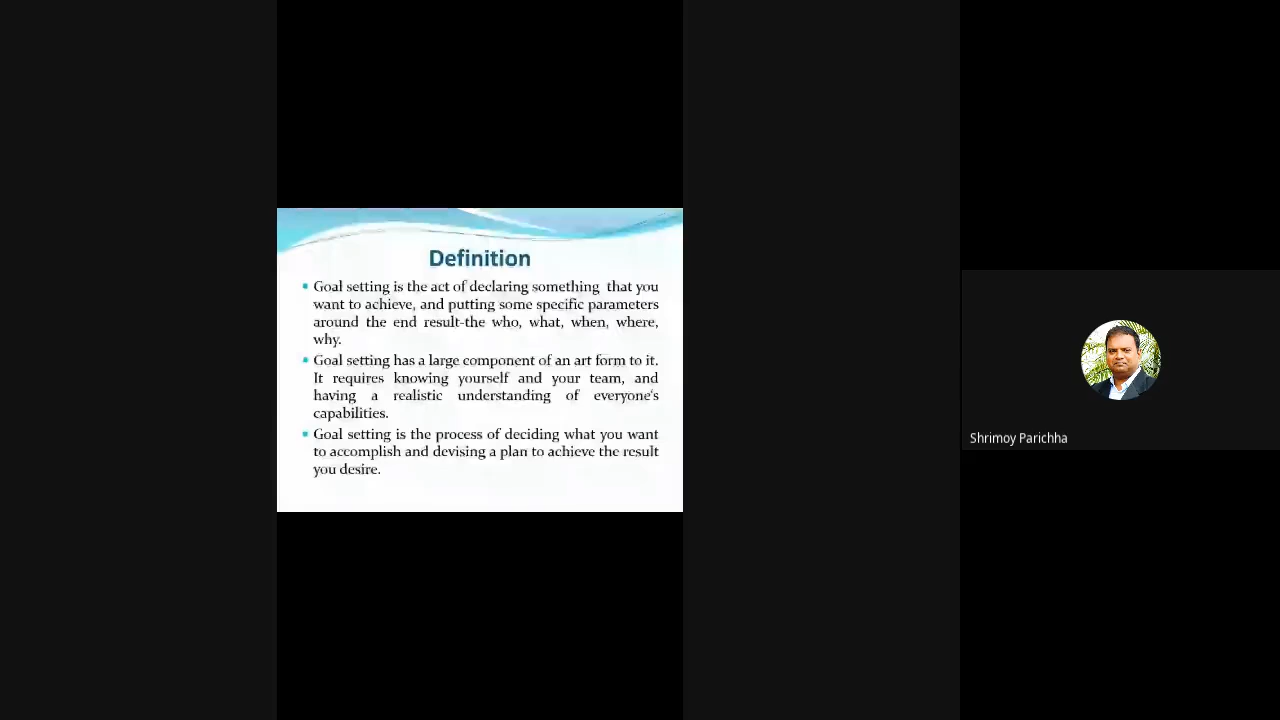 Definition
Goal setting is the act of declaring something that you
want to achieve, and putting some specific parameters
around the end result-the who, what, when, where,
why.
Goal setting has a large component of an art form to it.
It requires knowing yourself and your team, and
having a realistic understanding of everyone's
capabilities.
Goal setting is the process of deciding what you want
to accomplish and devising a plan to achieve the result
you desire.
Shrimoy Parichha